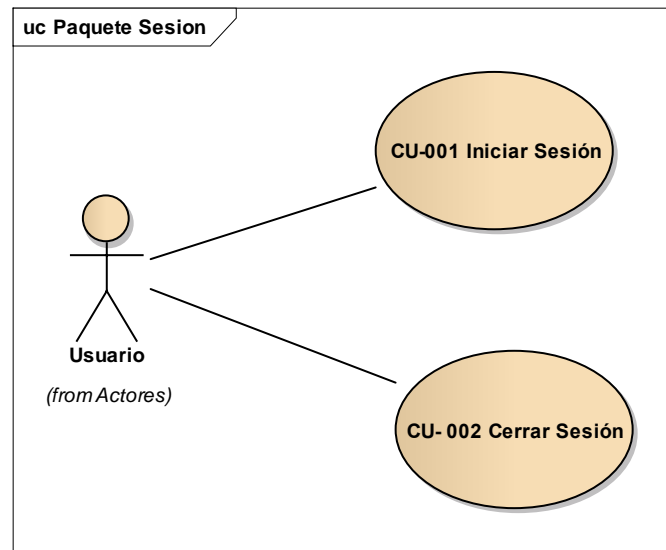 uc Paquete Sesion
CU-001 Iniciar Sesión
Usuario
(from Actores)
CU- 002 Cerrar Sesión